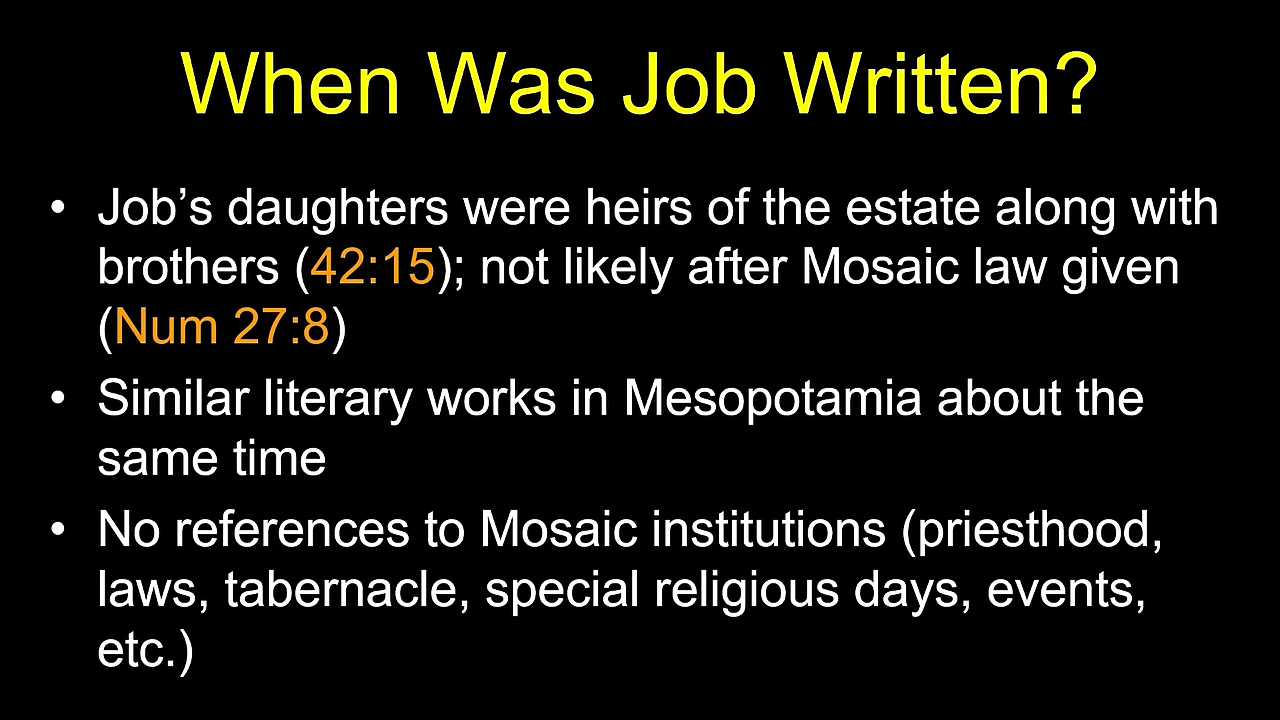 When Was Job Written?
• Job’s daughters were heirs of the estate along with
brothers (42:15); not likely after Mosaic law given
(Num 27:8)
• Similar literary works in Mesopotamia about the
same time
• No references to Mosaic institutions (priesthood,
laws, tabernacle, special religious days, events,
etc.)